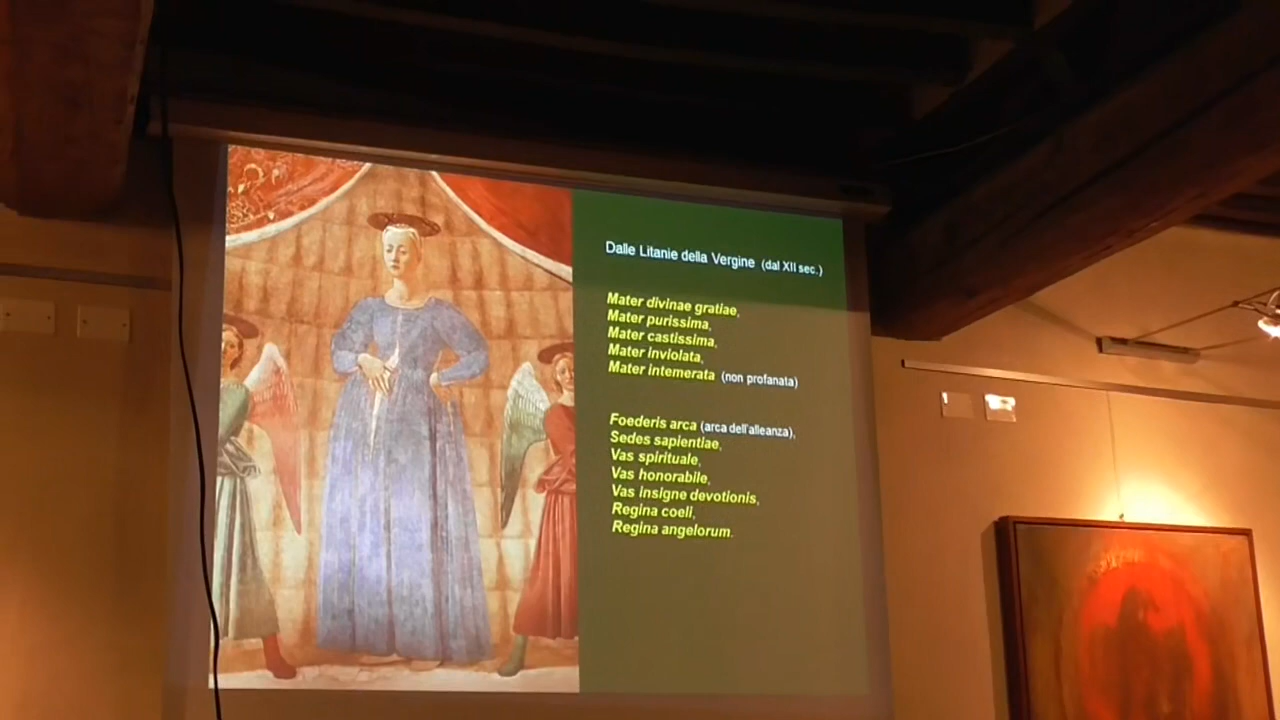 Dalle Litanie della Vergine (dal XII sec.)
Mater divinae gratiae,
Mater purissima,
Mater castissima,
Mater inviolata,
Mater intemerata (non profanata)
Foederis arca (arca dell'alleanza),
Sedes sapientiae,
Vas spirituale,
Vas honorabile,
Vas insigne devotionis,
Regina coeli,
Regina angelorum.